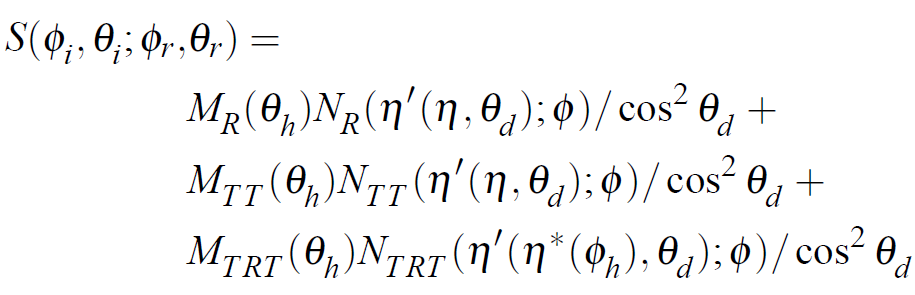 S(ϕ_i, θ_i; ϕ_r, θ_r) =
M_R(θ_h)N_R(η′(η, θ_d); ϕ)/cos² θ_d +
M_TT(θ_h)N_TT(η′(η, θ_d); ϕ)/cos² θ_d +
M_TRT(θ_h)N_TRT(η′(η*(ϕ_h), θ_d); ϕ)/cos² θ_d